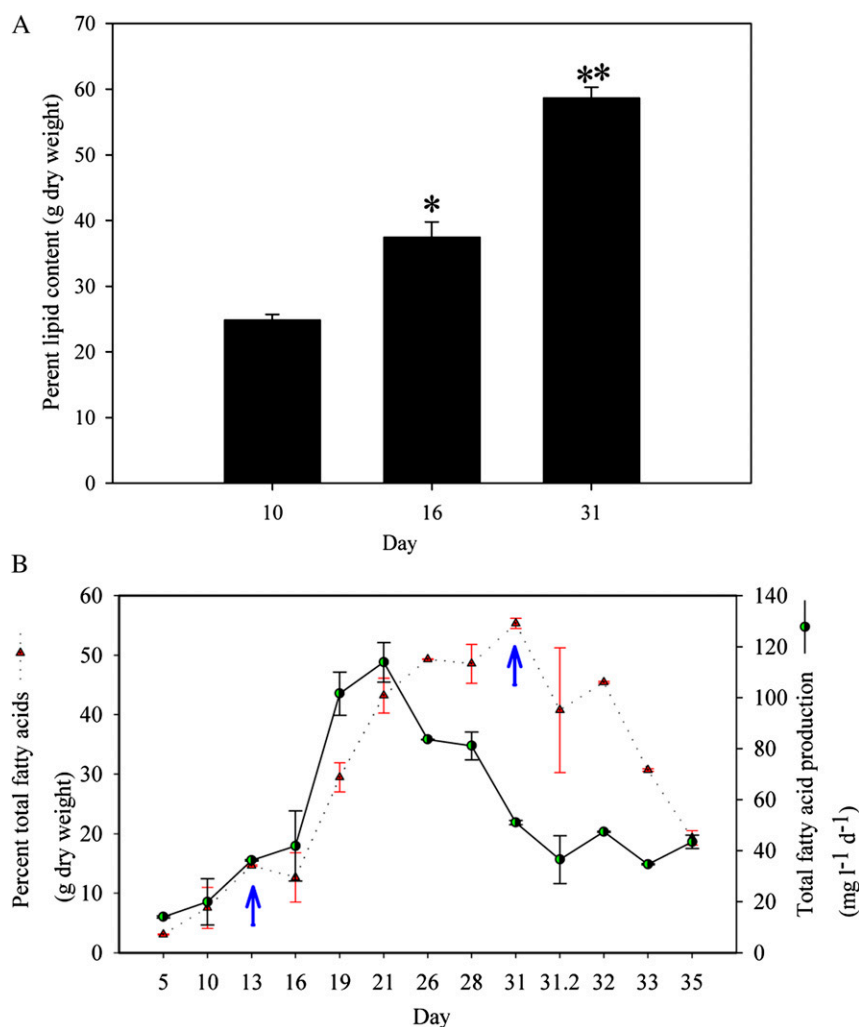 A
Perent lipid content (g dry weight)
70
60
50
40
30
20
10
0
*
**
10 16 31
Day
B
Percent total fatty acids
(g dry weight)
60
50
40
30
20
10
0
140
120
100
80
60
40
20
0
Total fatty acid production
(mg l-1 d-1)
5 10 13 16 19 21 26 28 31 31.2 32 33 35
Day